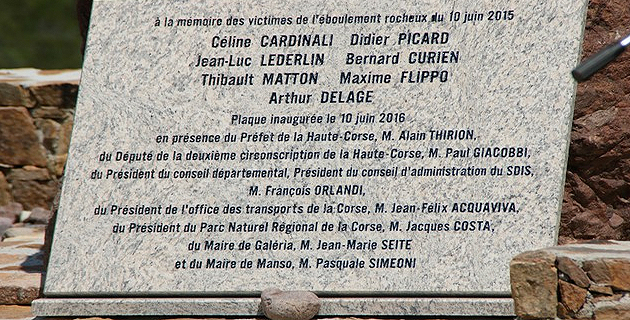 à la mémoire des victimes de l'éboulement rocheux du 10 juin 2015
Céline CARDINALI Didier PICARD
Jean-Luc LEDERLIN Bernard CURIEN
Thibault MATTON Maxime FLIPPO
Arthur DELAGE
Plaque inaugurée le 10 juin 2016
en présence du Préfet de la Haute-Corse, M. Alain THIRION,
du Député de la deuxième circonscription de la Haute-Corse, M. Paul GIACOBBI,
du Président du conseil départemental, Président du conseil d'administration du SDIS,
M. François ORLANDI,
du Président de l'office des transports de la Corse, M. Jean-Félix ACQUAVIVA,
du Président du Parc Naturel Régional de la Corse, M. Jacques COSTA,
du Maire de Galéria, M. Jean-Marie SEITE
et du Maire de Manso, M. Pasquale SIMEONI